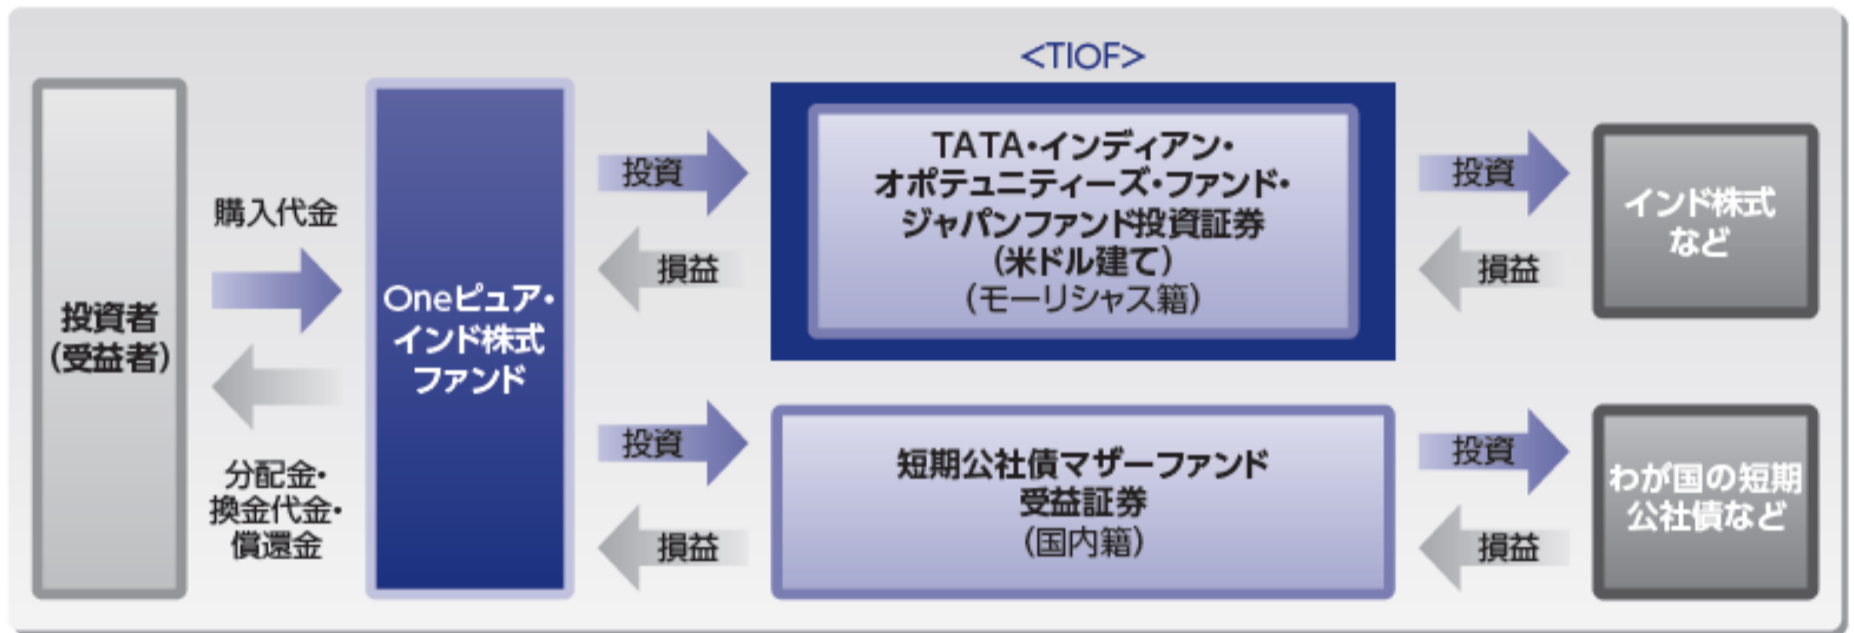 <TIOF>
投資者
(受益者)
購入代金
分配金・
換金代金・
償還金
Oneピュア・
インド株式
ファンド
投資
損益
TATA・インディアン・
オポテュニティーズ・ファンド・
ジャパンファンド投資証券
(米ドル建て)
(モーリシャス籍)
投資
損益
インド株式
など
投資
損益
短期公社債マザーファンド
受益証券
(国内籍)
投資
損益
わが国の短期
公社債など